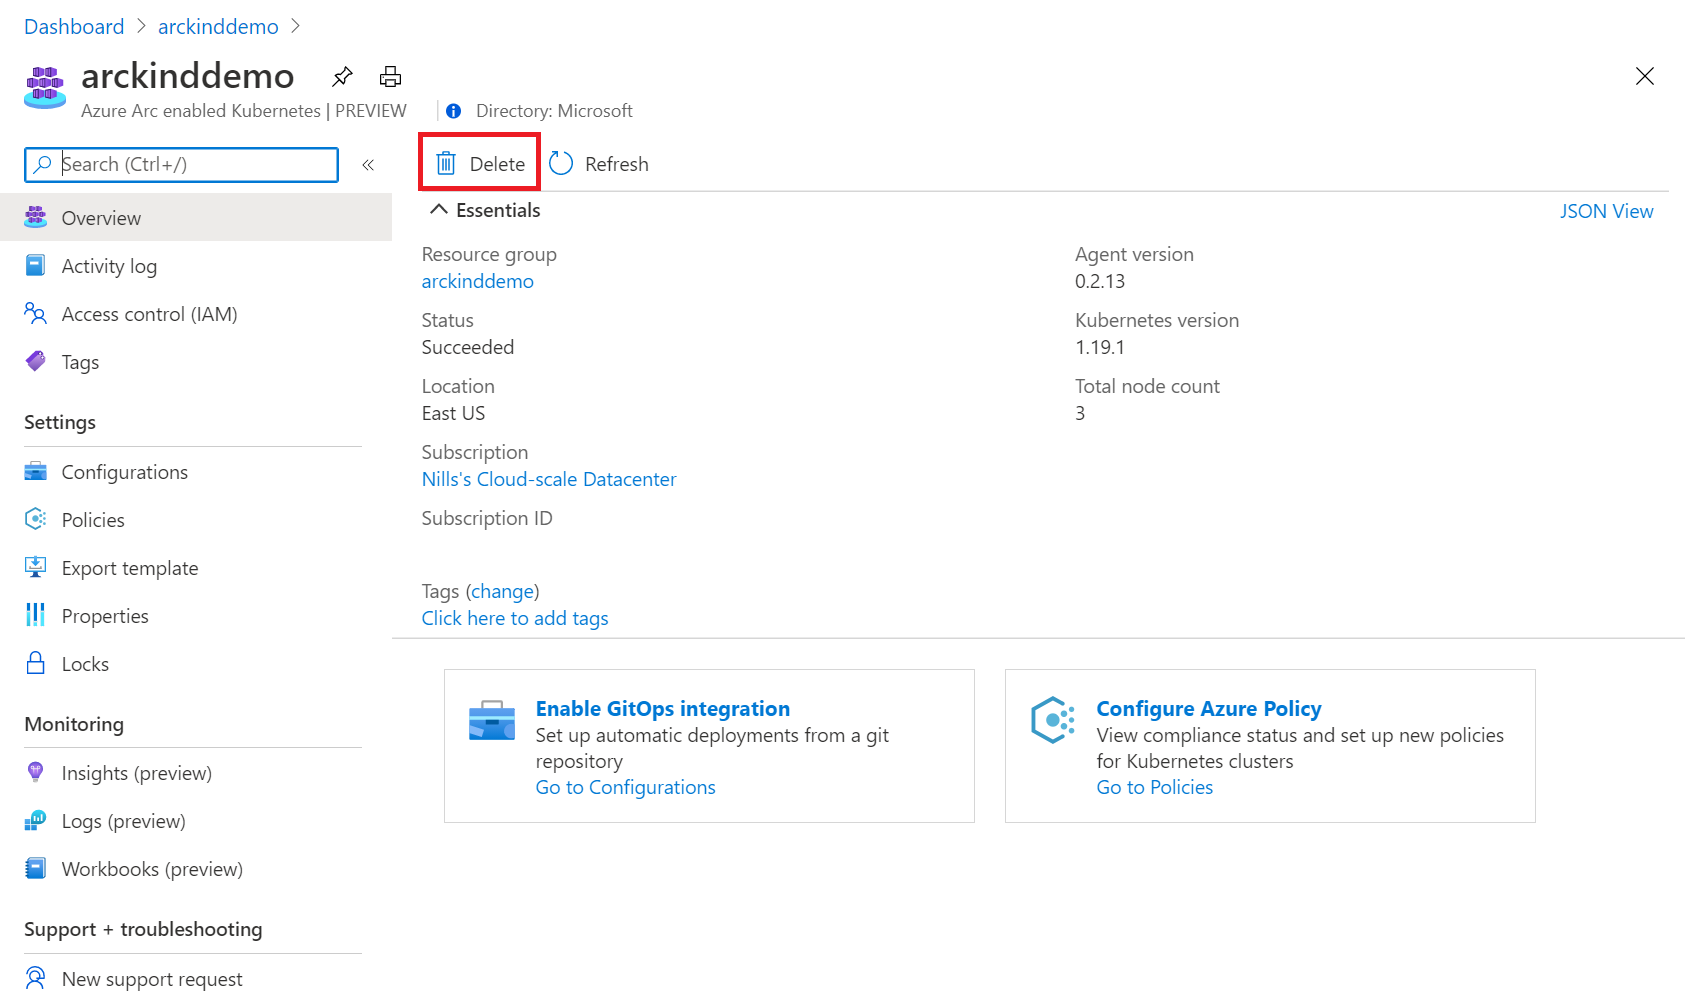 Dashboard > arckinddemo >
arckinddemo
Azure Arc enabled Kubernetes | PREVIEW
Directory: Microsoft
Search (Ctrl+/)
«
Overview
Activity log
Access control (IAM)
Tags
Settings
Configurations
Policies
Export template
Properties
Locks
Monitoring
Insights (preview)
Logs (preview)
Workbooks (preview)
Support + troubleshooting
New support request
Delete
Refresh
Essentials
JSON View
Resource group
arckinddemo
Status
Succeeded
Location
East US
Subscription
Nills's Cloud-scale Datacenter
Subscription ID
Agent version
0.2.13
Kubernetes version
1.19.1
Total node count
3
Tags (change)
Click here to add tags
Enable GitOps integration
Set up automatic deployments from a git
repository
Go to Configurations
Configure Azure Policy
View compliance status and set up new policies
for Kubernetes clusters
Go to Policies